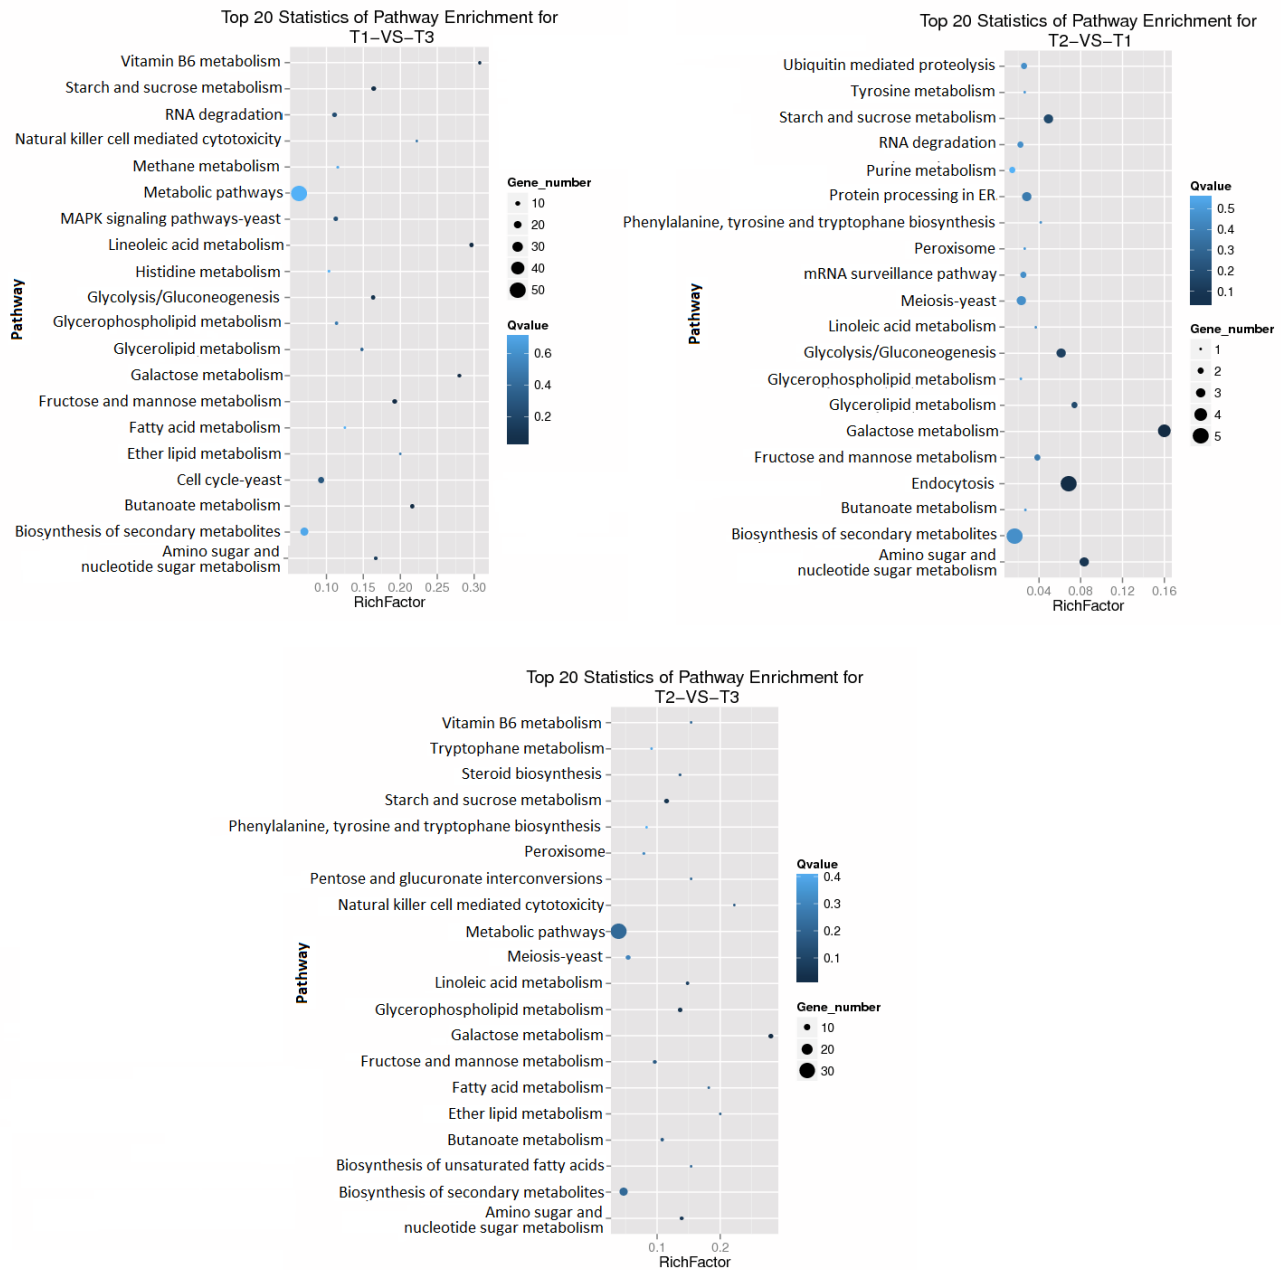 Top 20 Statistics of Pathway Enrichment for
T1−VS−T3
Vitamin B6 metabolism
Starch and sucrose metabolism
RNA degradation
Natural killer cell mediated cytotoxicity
Methane metabolism
Metabolic pathways
MAPK signaling pathways-yeast
Lineoleic acid metabolism
Histidine metabolism
Glycolysis/Gluconeogenesis
Glycerophospholipid metabolism
Glycerolipid metabolism
Galactose metabolism
Fructose and mannose metabolism
Fatty acid metabolism
Ether lipid metabolism
Cell cycle-yeast
Butanoate metabolism
Biosynthesis of secondary metabolites
Amino sugar and
nucleotide sugar metabolism
Pathway
0.10 0.15 0.20 0.25 0.30
RichFactor
Gene_number
10
20
30
40
50
Qvalue
0.6
0.4
0.2
Top 20 Statistics of Pathway Enrichment for
T2−VS−T1
Ubiquitin mediated proteolysis
Tyrosine metabolism
Starch and sucrose metabolism
RNA degradation
Purine metabolism
Protein processing in ER
Phenylalanine, tyrosine and tryptophane biosynthesis
Peroxisome
mRNA surveillance pathway
Meiosis-yeast
Linoleic acid metabolism
Glycolysis/Gluconeogenesis
Glycerophospholipid metabolism
Glycerolipid metabolism
Galactose metabolism
Fructose and mannose metabolism
Endocytosis
Butanoate metabolism
Biosynthesis of secondary metabolites
Amino sugar and
nucleotide sugar metabolism
Pathway
0.04 0.08 0.12 0.16
RichFactor
Qvalue
0.5
0.4
0.3
0.2
0.1
Gene_number
1
2
3
4
5
Top 20 Statistics of Pathway Enrichment for
T2−VS−T3
Vitamin B6 metabolism
Tryptophane metabolism
Steroid biosynthesis
Starch and sucrose metabolism
Phenylalanine, tyrosine and tryptophane biosynthesis
Peroxisome
Pentose and glucuronate interconversions
Natural killer cell mediated cytotoxicity
Metabolic pathways
Meiosis-yeast
Linoleic acid metabolism
Glycerophospholipid metabolism
Galactose metabolism
Fructose and mannose metabolism
Fatty acid metabolism
Ether lipid metabolism
Butanoate metabolism
Biosynthesis of unsaturated fatty acids
Biosynthesis of secondary metabolites
Amino sugar and
nucleotide sugar metabolism
Pathway
0.1 0.2
RichFactor
Qvalue
0.4
0.3
0.2
0.1
Gene_number
10
20
30